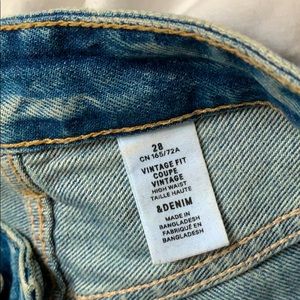 28
CN 165/72A
VINTAGE FIT
COUPE
VINTAGE
HIGH WAIST
TAILLE HAUTE
&DENIM
MADE IN
BANGLADESH
FABRIQUÉ EN
BANGLADESH